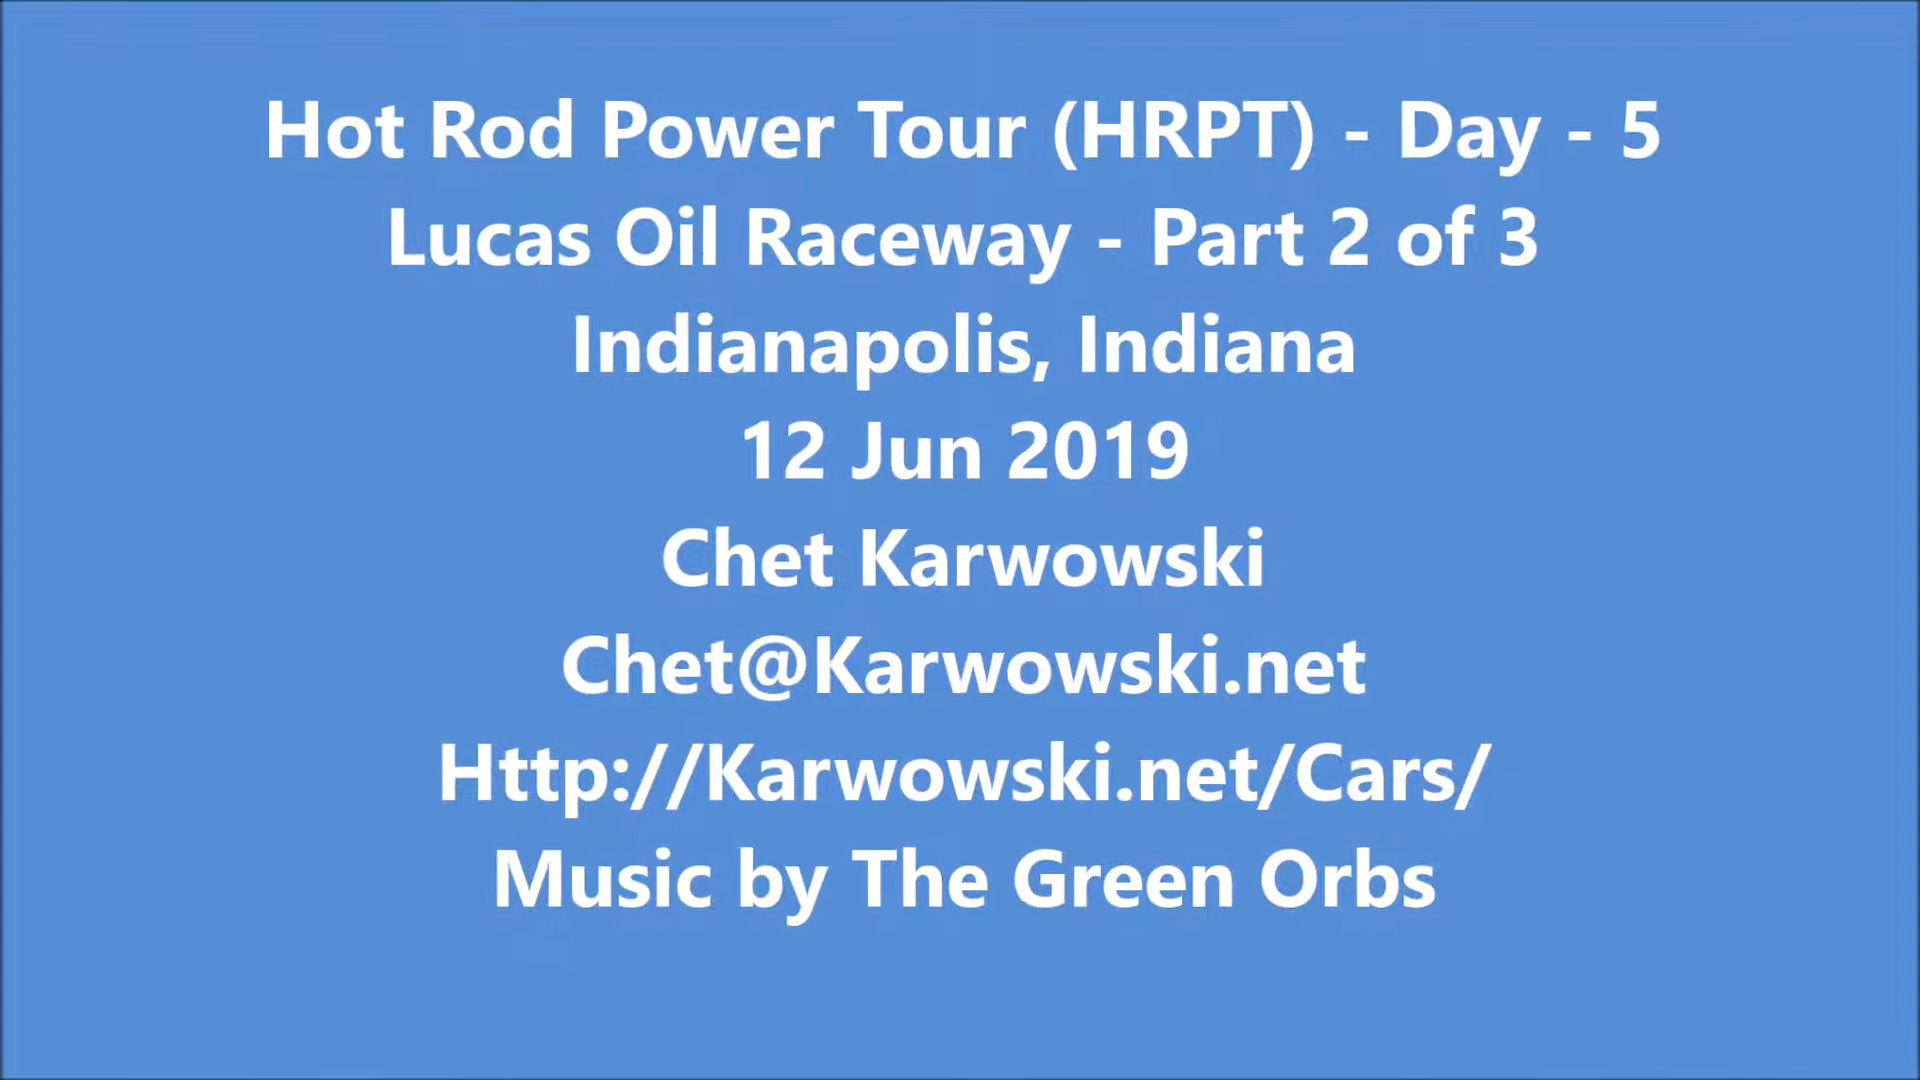 Hot Rod Power Tour (HRPT) - Day - 5
Lucas Oil Raceway - Part 2 of 3
Indianapolis, Indiana
12 Jun 2019
Chet Karwowski
Chet@Karwowski.net
Http://Karwowski.net/Cars/
Music by The Green Orbs